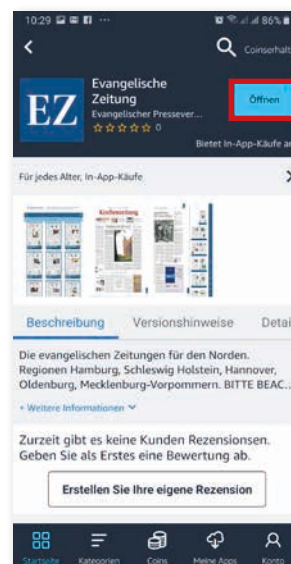 10:29 86%
Coinserhalt
EZ
Evangelische
Zeitung
Evangelischer Pressever...
0
Öffnen
Bietet In-App-Käufe an
Für jedes Alter, In-App-Käufe
Kirchenzeitung
EZ
Beschreibung Versionshinweise Detai
Die evangelischen Zeitungen für den Norden.
Regionen Hamburg, Schleswig Holstein, Hannover,
Oldenburg, Mecklenburg-Vorpommern. BITTE BEAC...
+ Weitere Informationen
Zurzeit gibt es keine Kunden Rezensionsen.
Geben Sie als Erstes eine Bewertung ab.
Erstellen Sie Ihre eigene Rezension
Startseite Kategorien Coins Meine Apps Konto